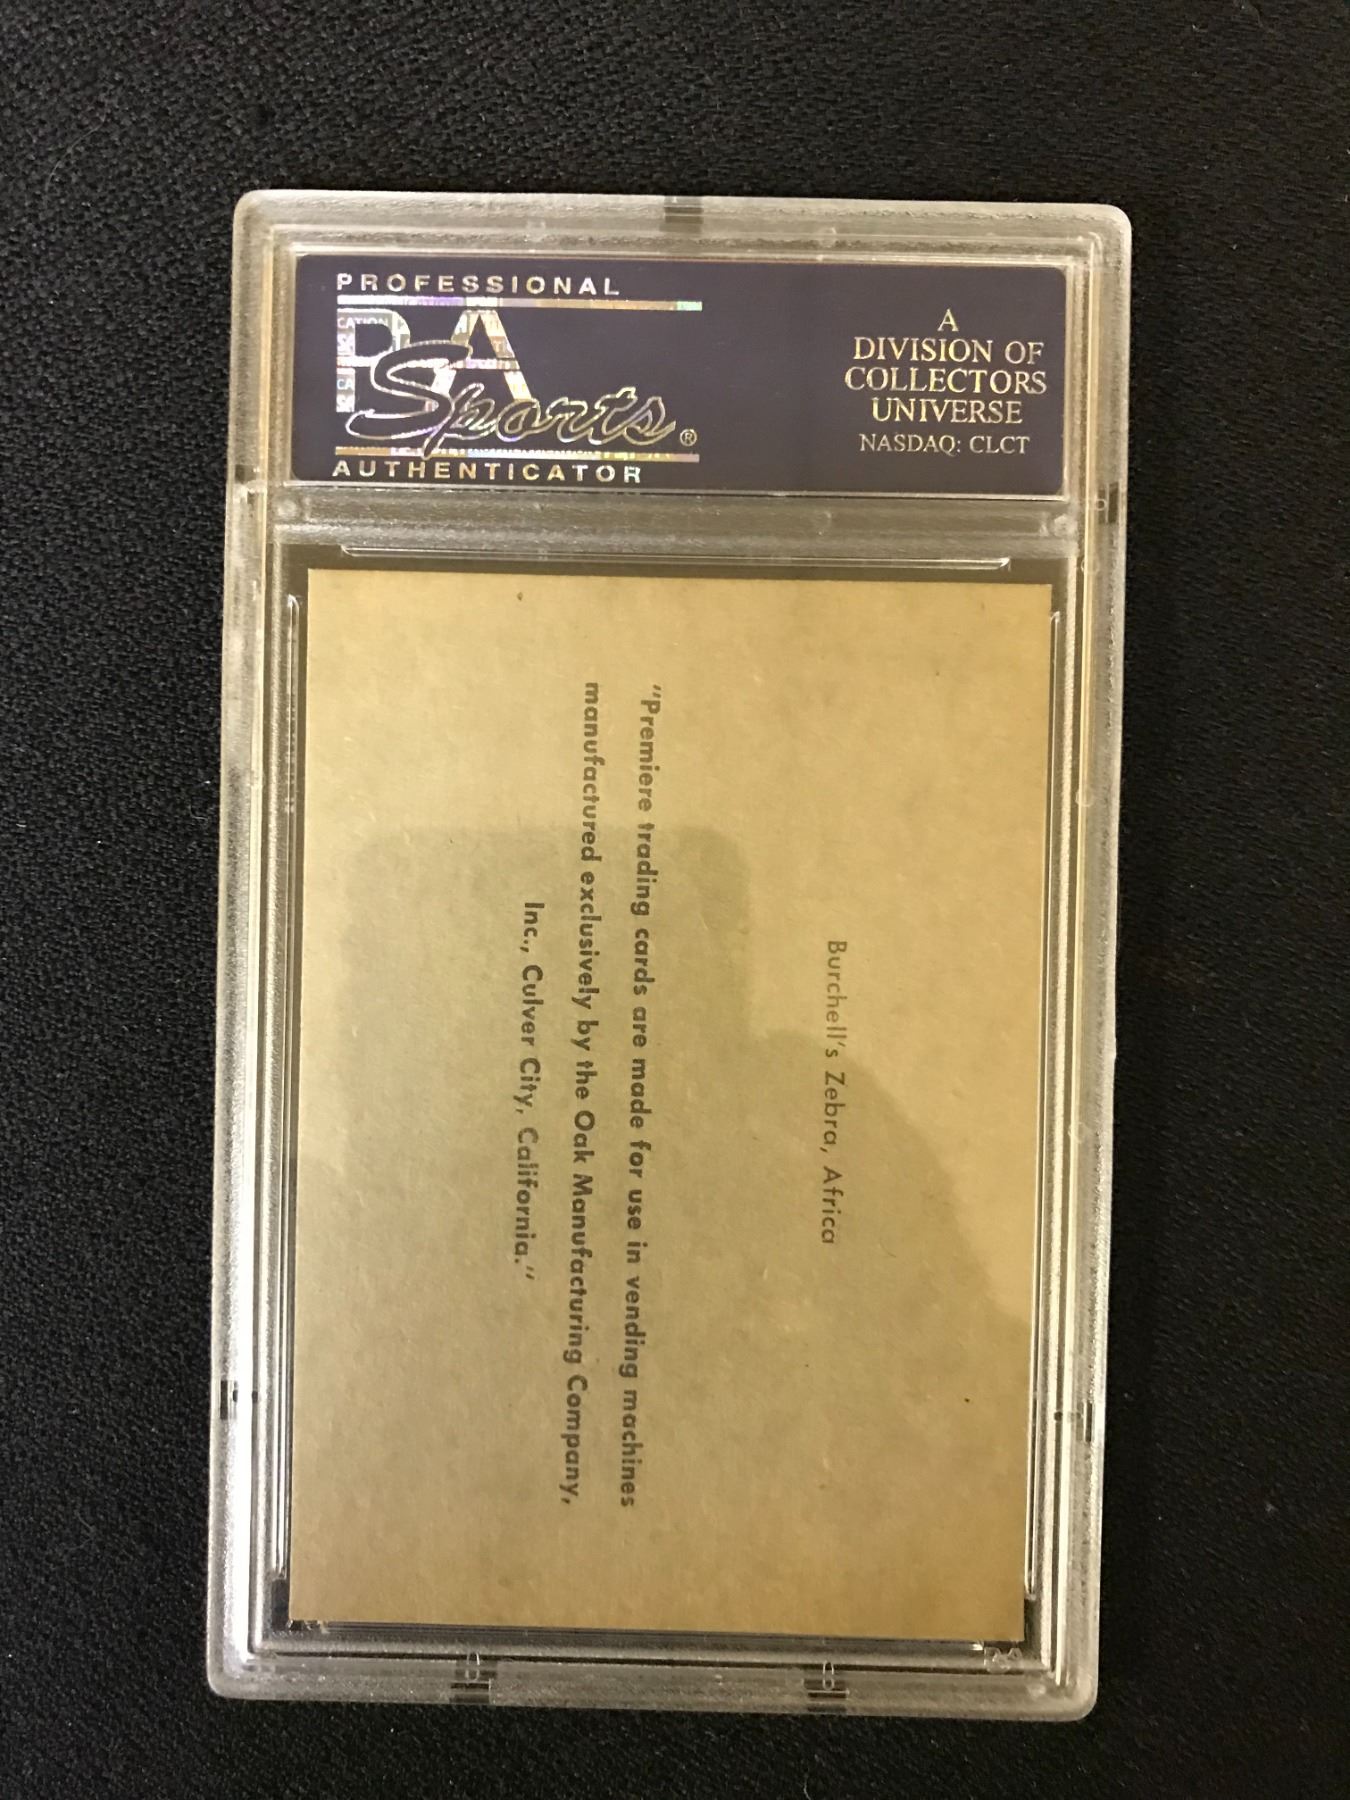 PROFESSIONAL
PSA
Sports®
AUTHENTICATOR
A
DIVISION OF
COLLECTORS
UNIVERSE
NASDAQ: CLCT
Burchell's Zebra, Africa
"Premiere trading cards are made for use in vending machines
manufactured exclusively by the Oak Manufacturing Company,
Inc., Culver City, California."